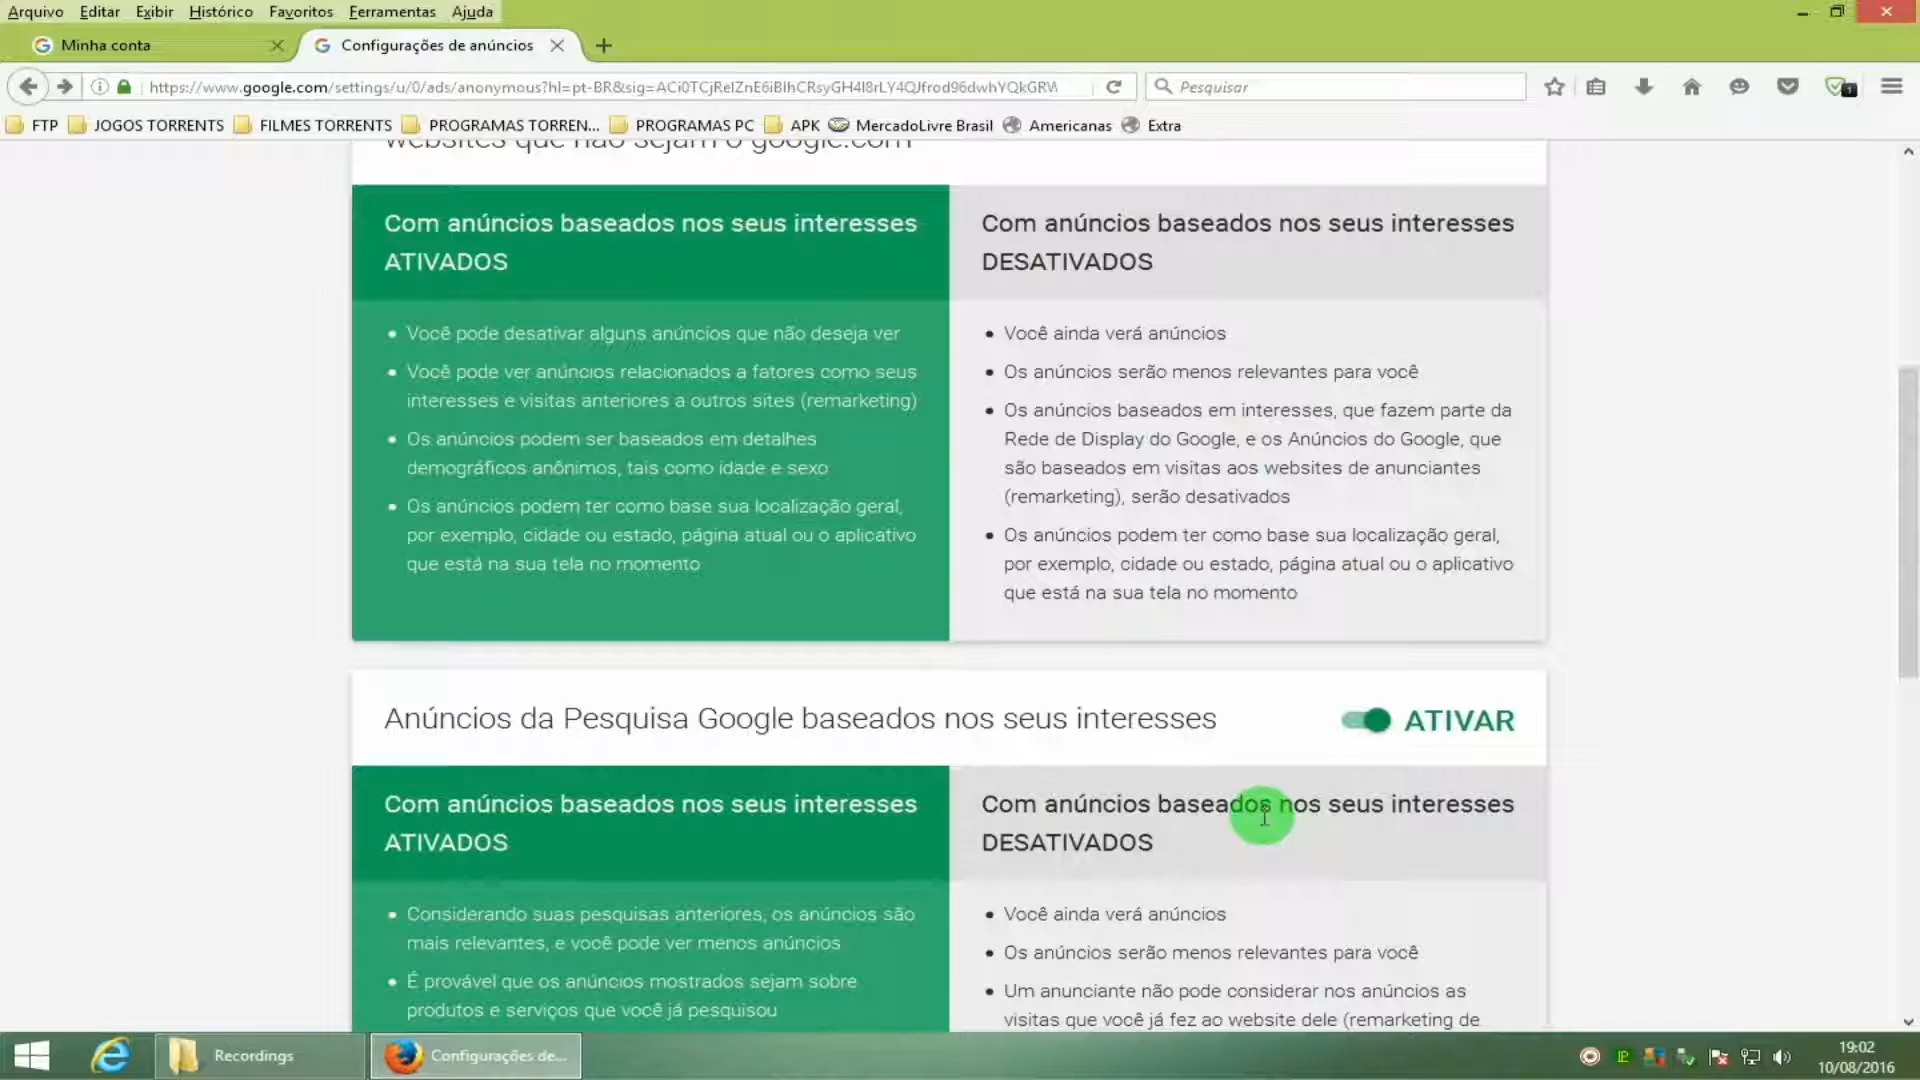 Arquivo Editar Exibir Histórico Favoritos Ferramentas Ajuda
Minha conta
Configurações de anúncios
https://www.google.com/settings/u/0/ads/anonymous?hl=pt-BR&sig=
Pesquisar
FTP JOGOS TORRENTS FILMES TORRENTS PROGRAMAS TORREN... PROGRAMAS PC APK MercadoLivre Brasil Americanas Extra
websites que não sejam o google.com
Com anúncios baseados nos seus interesses
ATIVADOS
Você pode desativar alguns anúncios que não deseja ver
Você pode ver anúncios relacionados a fatores como seus
interesses e visitas anteriores a outros sites (remarketing)
Os anúncios podem ser baseados em detalhes
demográficos anônimos, tais como idade e sexo
Os anúncios podem ter como base sua localização geral,
por exemplo, cidade ou estado, página atual ou o aplicativo
que está na sua tela no momento
Com anúncios baseados nos seus interesses
DESATIVADOS
Você ainda verá anúncios
Os anúncios serão menos relevantes para você
Os anúncios baseados em interesses, que fazem parte da
Rede de Display do Google, e os Anúncios do Google, que
são baseados em visitas aos websites de anunciantes
(remarketing), serão desativados
Os anúncios podem ter como base sua localização geral,
por exemplo, cidade ou estado, página atual ou o aplicativo
que está na sua tela no momento
Anúncios da Pesquisa Google baseados nos seus interesses
ATIVAR
Com anúncios baseados nos seus interesses
ATIVADOS
Considerando suas pesquisas anteriores, os anúncios são
mais relevantes, e você pode ver menos anúncios
É provável que os anúncios mostrados sejam sobre
produtos e serviços que você já pesquisou
Com anúncios baseados nos seus interesses
DESATIVADOS
Você ainda verá anúncios
Os anúncios serão menos relevantes para você
Um anunciante não pode considerar nos anúncios as
visitas que você já fez ao website dele (remarketing de
Recordings
Configurações de...
19:02
10/08/2016